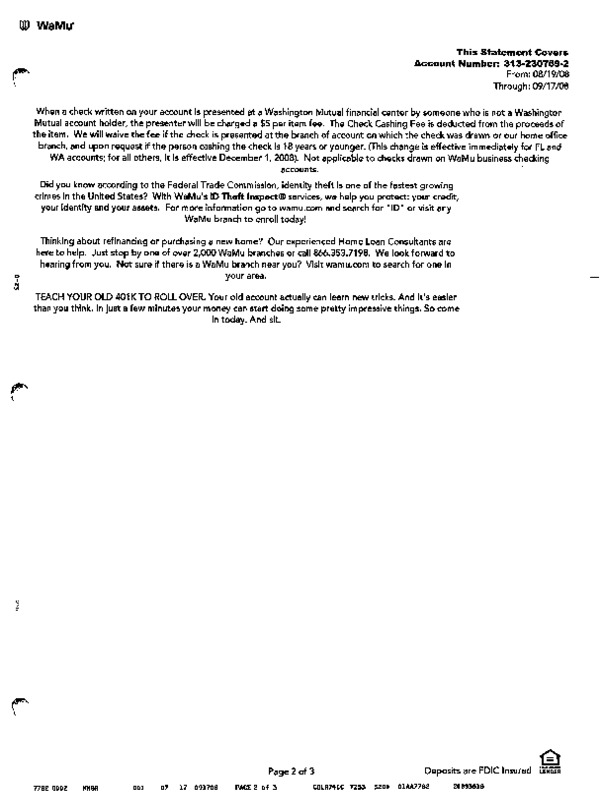 WaMu
This Statement Covers
Account Number: 313-230769-2
From: 08/19/08
Through: 09/17/08
When a check written on your account is presented at a Washington Mutual financial center by someone who is not a Washington
Mutual account holder, the presenter will be charged a $5 per item fee. The Check Cashing Fee is deducted from the proceeds of
the item. We will waive the fee if the check is presented at the branch of account on which the check was drawn or our home office
branch, and upon request if the person cashing the check is 18 years or younger. (This change is effective immediately for FL and
WA accounts; for all others, it is effective December 1, 2008). Not applicable to checks drawn on WaMu business checking
accounts.
Did you know according to the Federal Trade Commission, identity theft is one of the fastest growing
crimes in the United States? With WaMu's ID Theft Inspect® services, we help you protect: your credit,
your identity and your assets. For more information go to wamu.com and search for "ID" or visit any
WaMu branch to enroll today!
Thinking about refinancing or purchasing a new home? Our experienced Home Loan Consultants are
here to help. Just stop by one of over 2,000 WaMu branches or call 866.353.7198. We look forward to
hearing from you. Not sure if there is a WaMu branch near you? Visit wamu.com to search for one in
your area.
TEACH YOUR OLD 401K TO ROLL OVER. Your old account actually can learn new tricks. And it's easier
than you think. In just a few minutes your money can start doing some pretty impressive things. So come
in today. And sit.
Page 2 of 3
Deposits are FDIC Insured
LENDER
07 17 PAGE 2 of 3